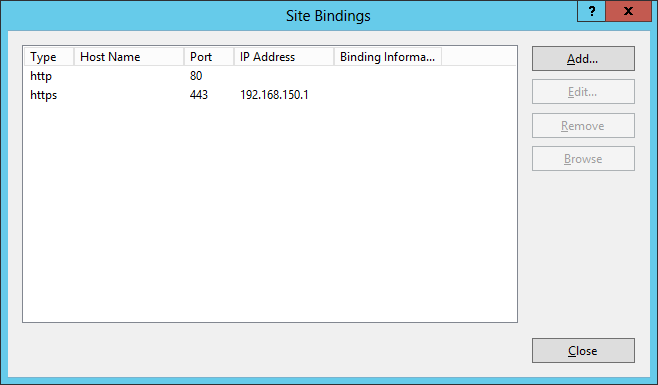 Site Bindings
? X
Type Host Name Port IP Address Binding Informa...
http 80
https 443 192.168.150.1
Add...
Edit...
Remove
Browse
Close